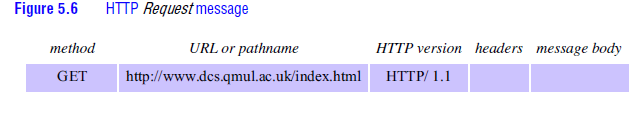 Figure 5.6 HTTP Request message
method URL or pathname HTTP version headers message body
GET http://www.dcs.qmul.ac.uk/index.html HTTP/ 1.1